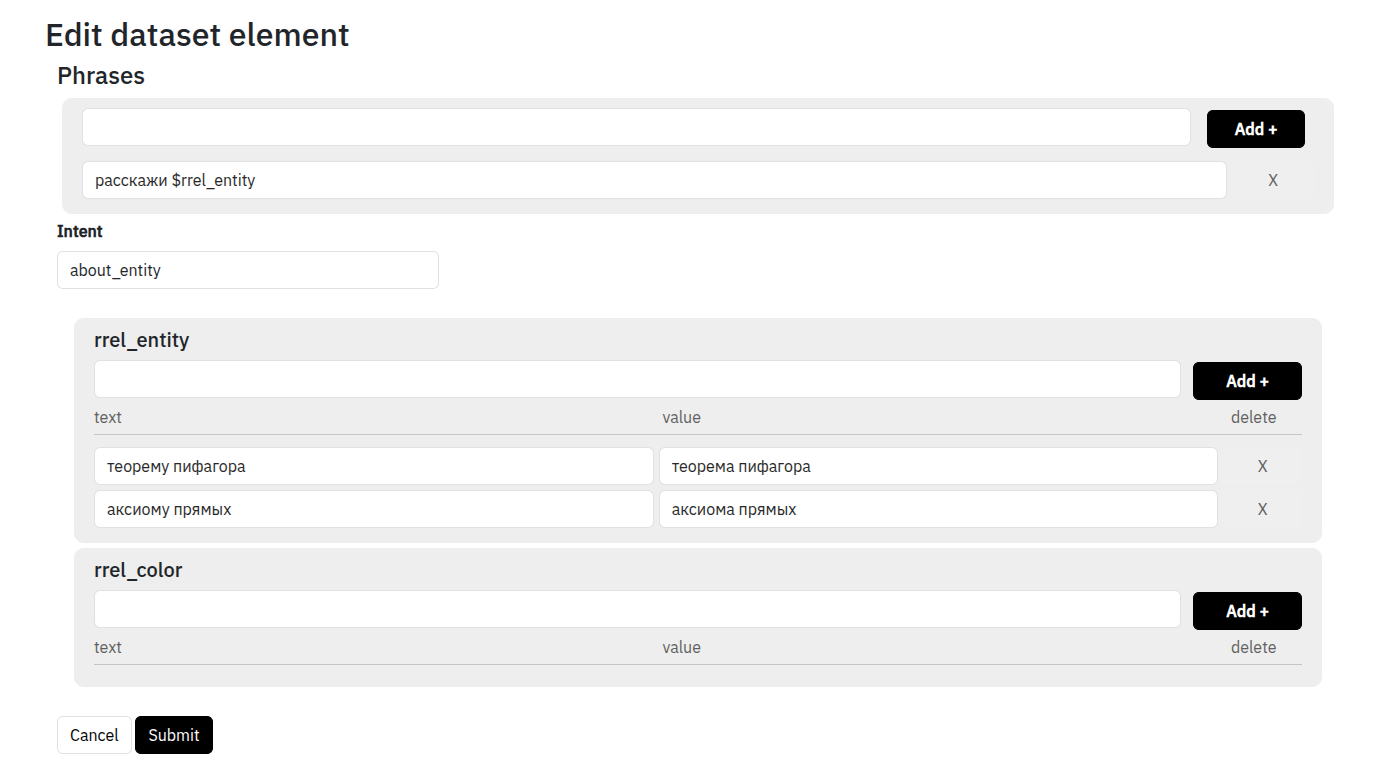 Edit dataset element
Phrases
Add +
расскажи $rrel_entity X
Intent
about_entity
rrel_entity
Add +
text value delete
теорему пифагора теорема пифагора X
аксиому прямых аксиома прямых X
rrel_color
Add +
text value delete
Cancel Submit